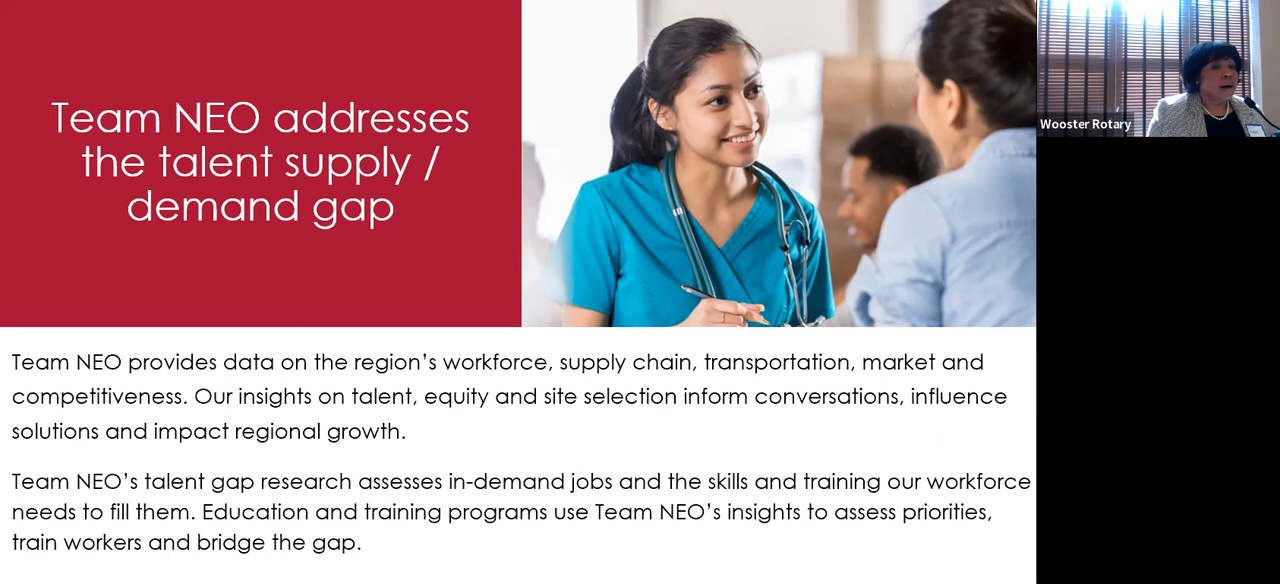 Team NEO addresses
the talent supply /
demand gap
Wooster Rotary
Team NEO provides data on the region’s workforce, supply chain, transportation, market and
competitiveness. Our insights on talent, equity and site selection inform conversations, influence
solutions and impact regional growth.
Team NEO’s talent gap research assesses in-demand jobs and the skills and training our workforce
needs to fill them. Education and training programs use Team NEO’s insights to assess priorities,
train workers and bridge the gap.